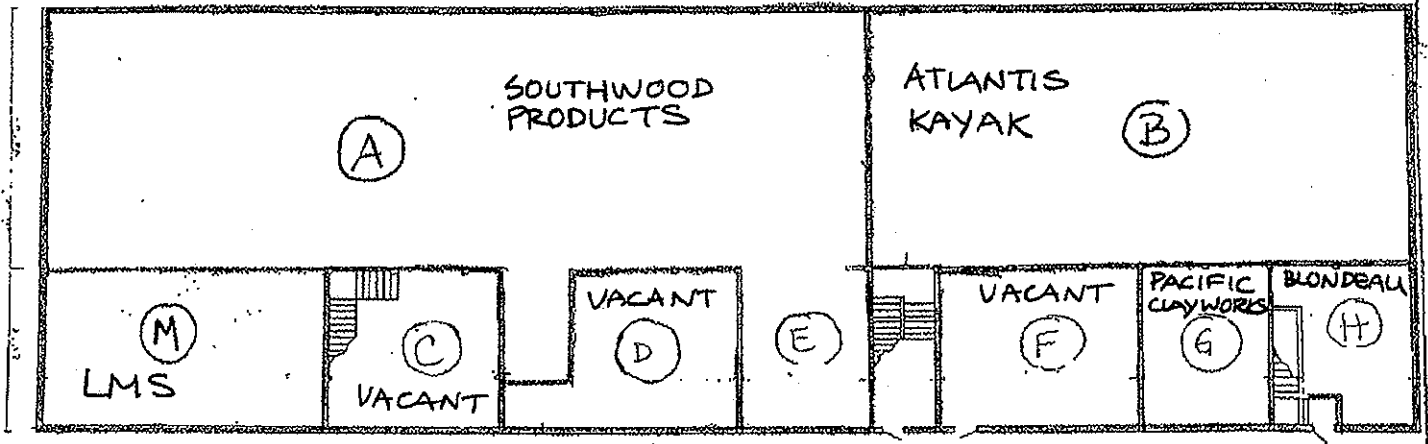 SOUTHWOOD
PRODUCTS
A
ATLANTIS
KAYAK
B
M
LMS
C
VACANT
VACANT
D
E
VACANT
F
PACIFIC
CLAYWORKS
G
BLONDEAU
H